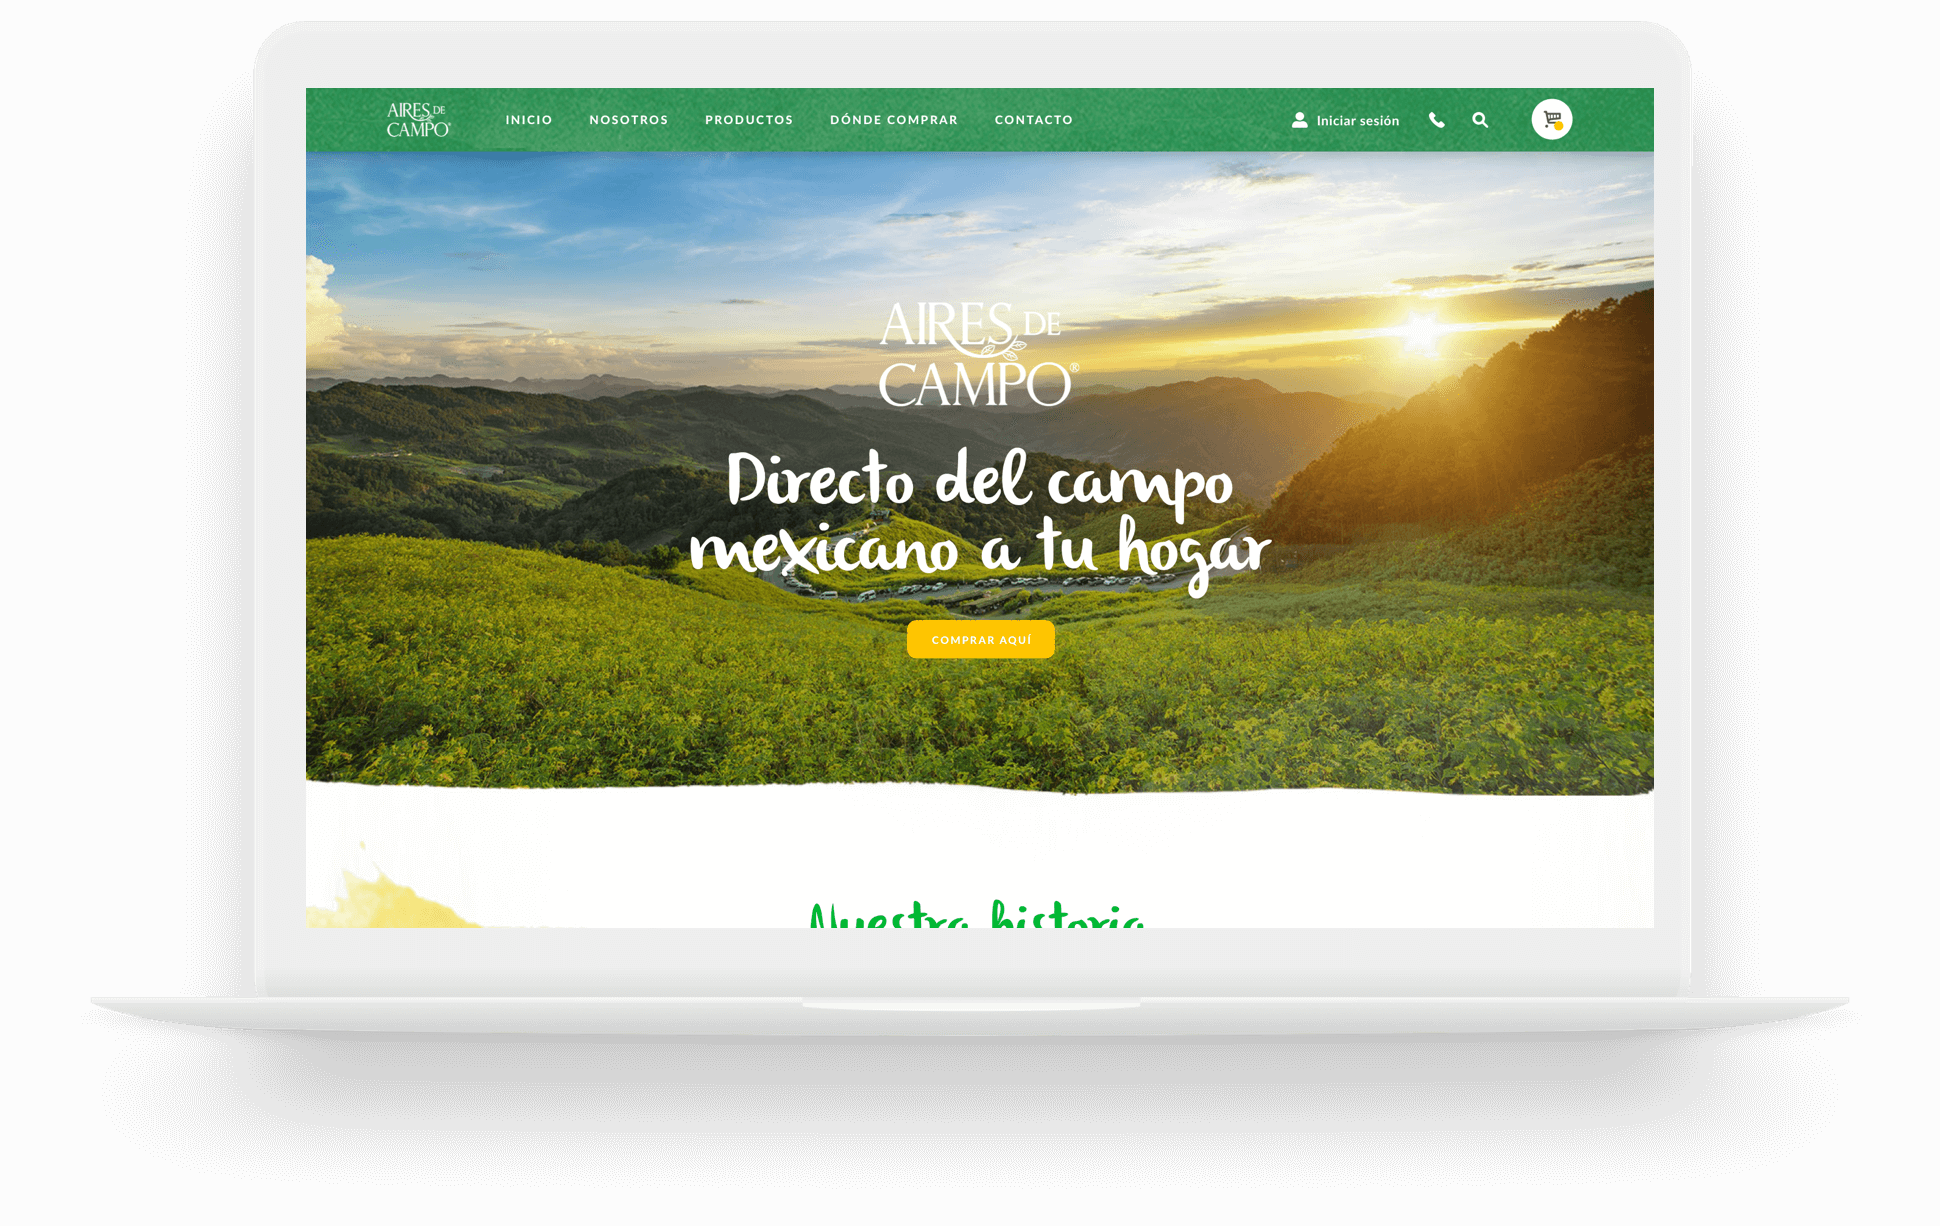 AIRES DE
CAMPO®
INICIO NOSOTROS PRODUCTOS DÓNDE COMPRAR CONTACTO Iniciar sesión
AIRES DE
CAMPO®
Directo del campo
mexicano a tu hogar
COMPRAR AQUÍ
Nuestra historia